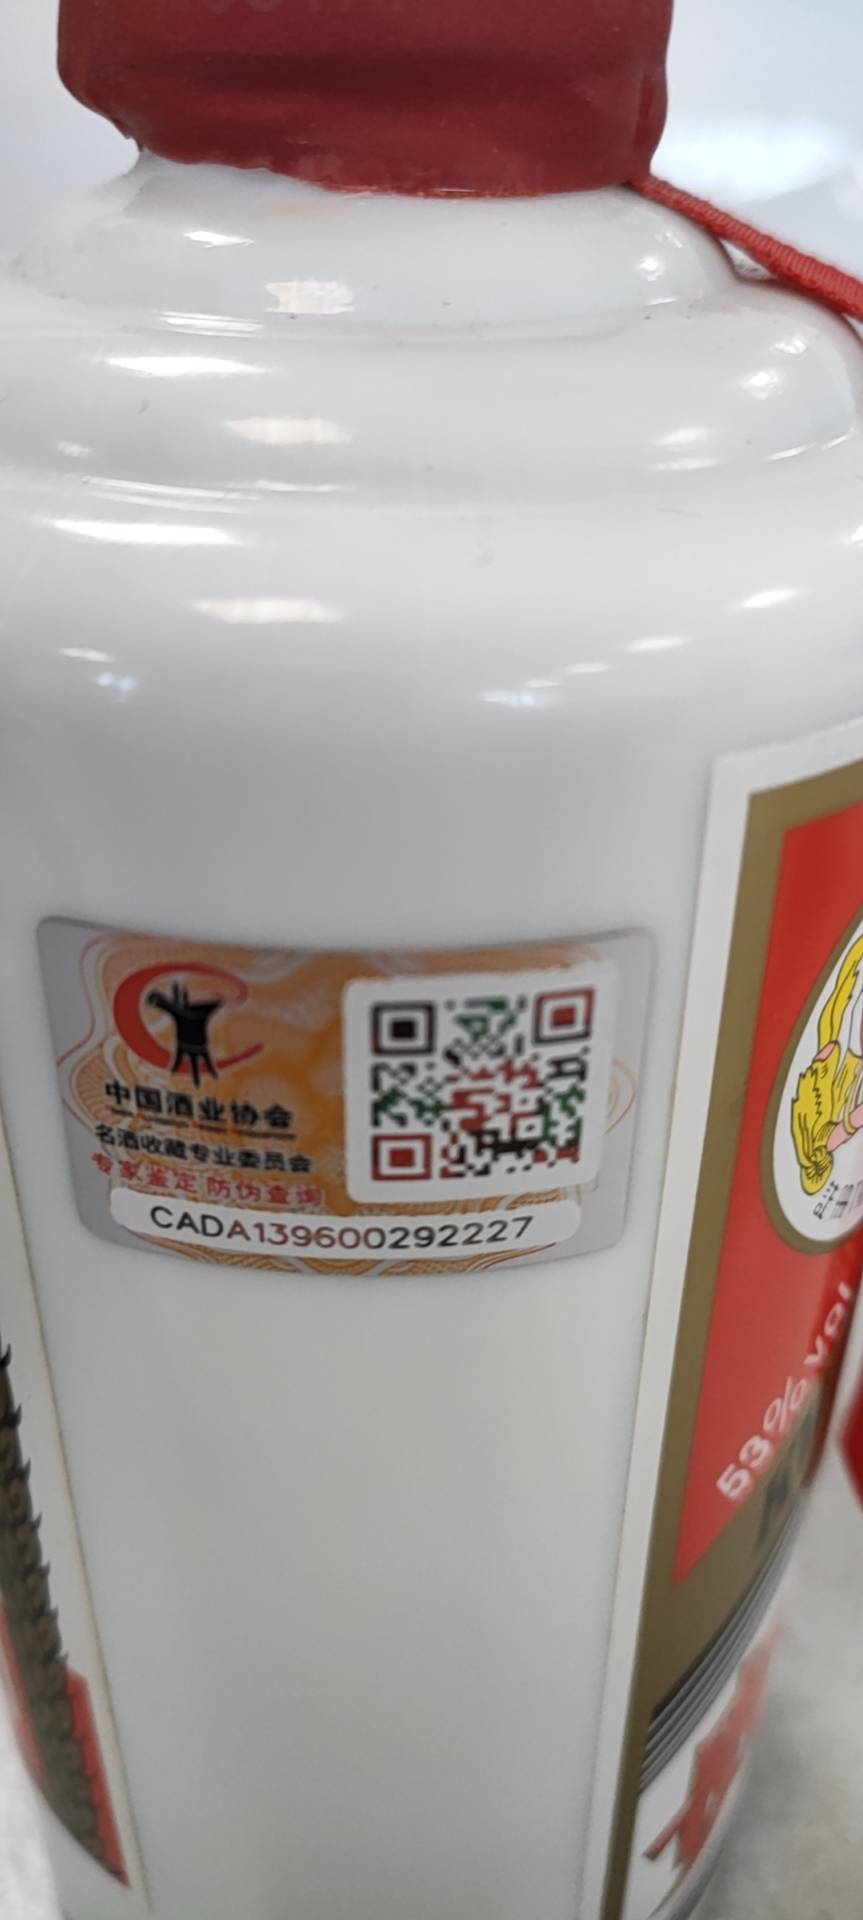 中国酒业协会
名酒收藏专业委员会
专家鉴定 防伪查询
CADA139600292227
53% vol